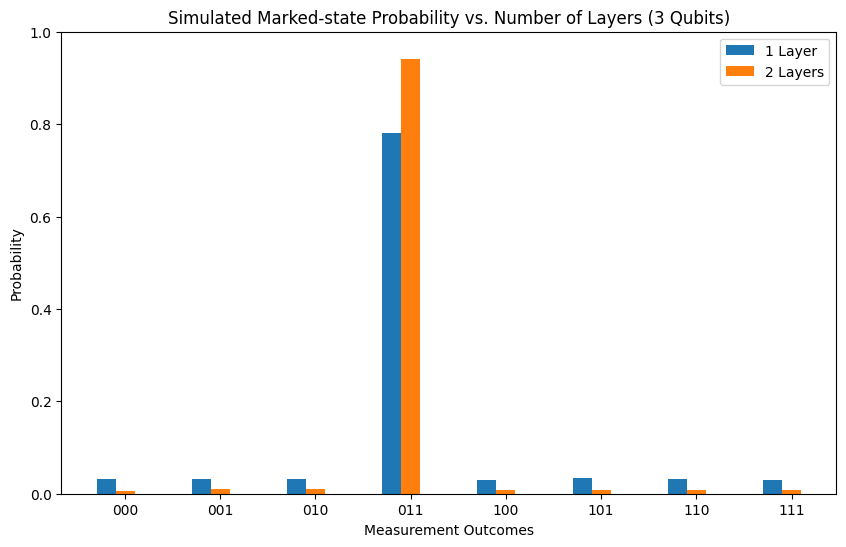 Simulated Marked-state Probability vs. Number of Layers (3 Qubits)
1 Layer
2 Layers
1.0
0.8
0.6
0.4
0.2
0.0
Probability
000 001 010 011 100 101 110 111
Measurement Outcomes